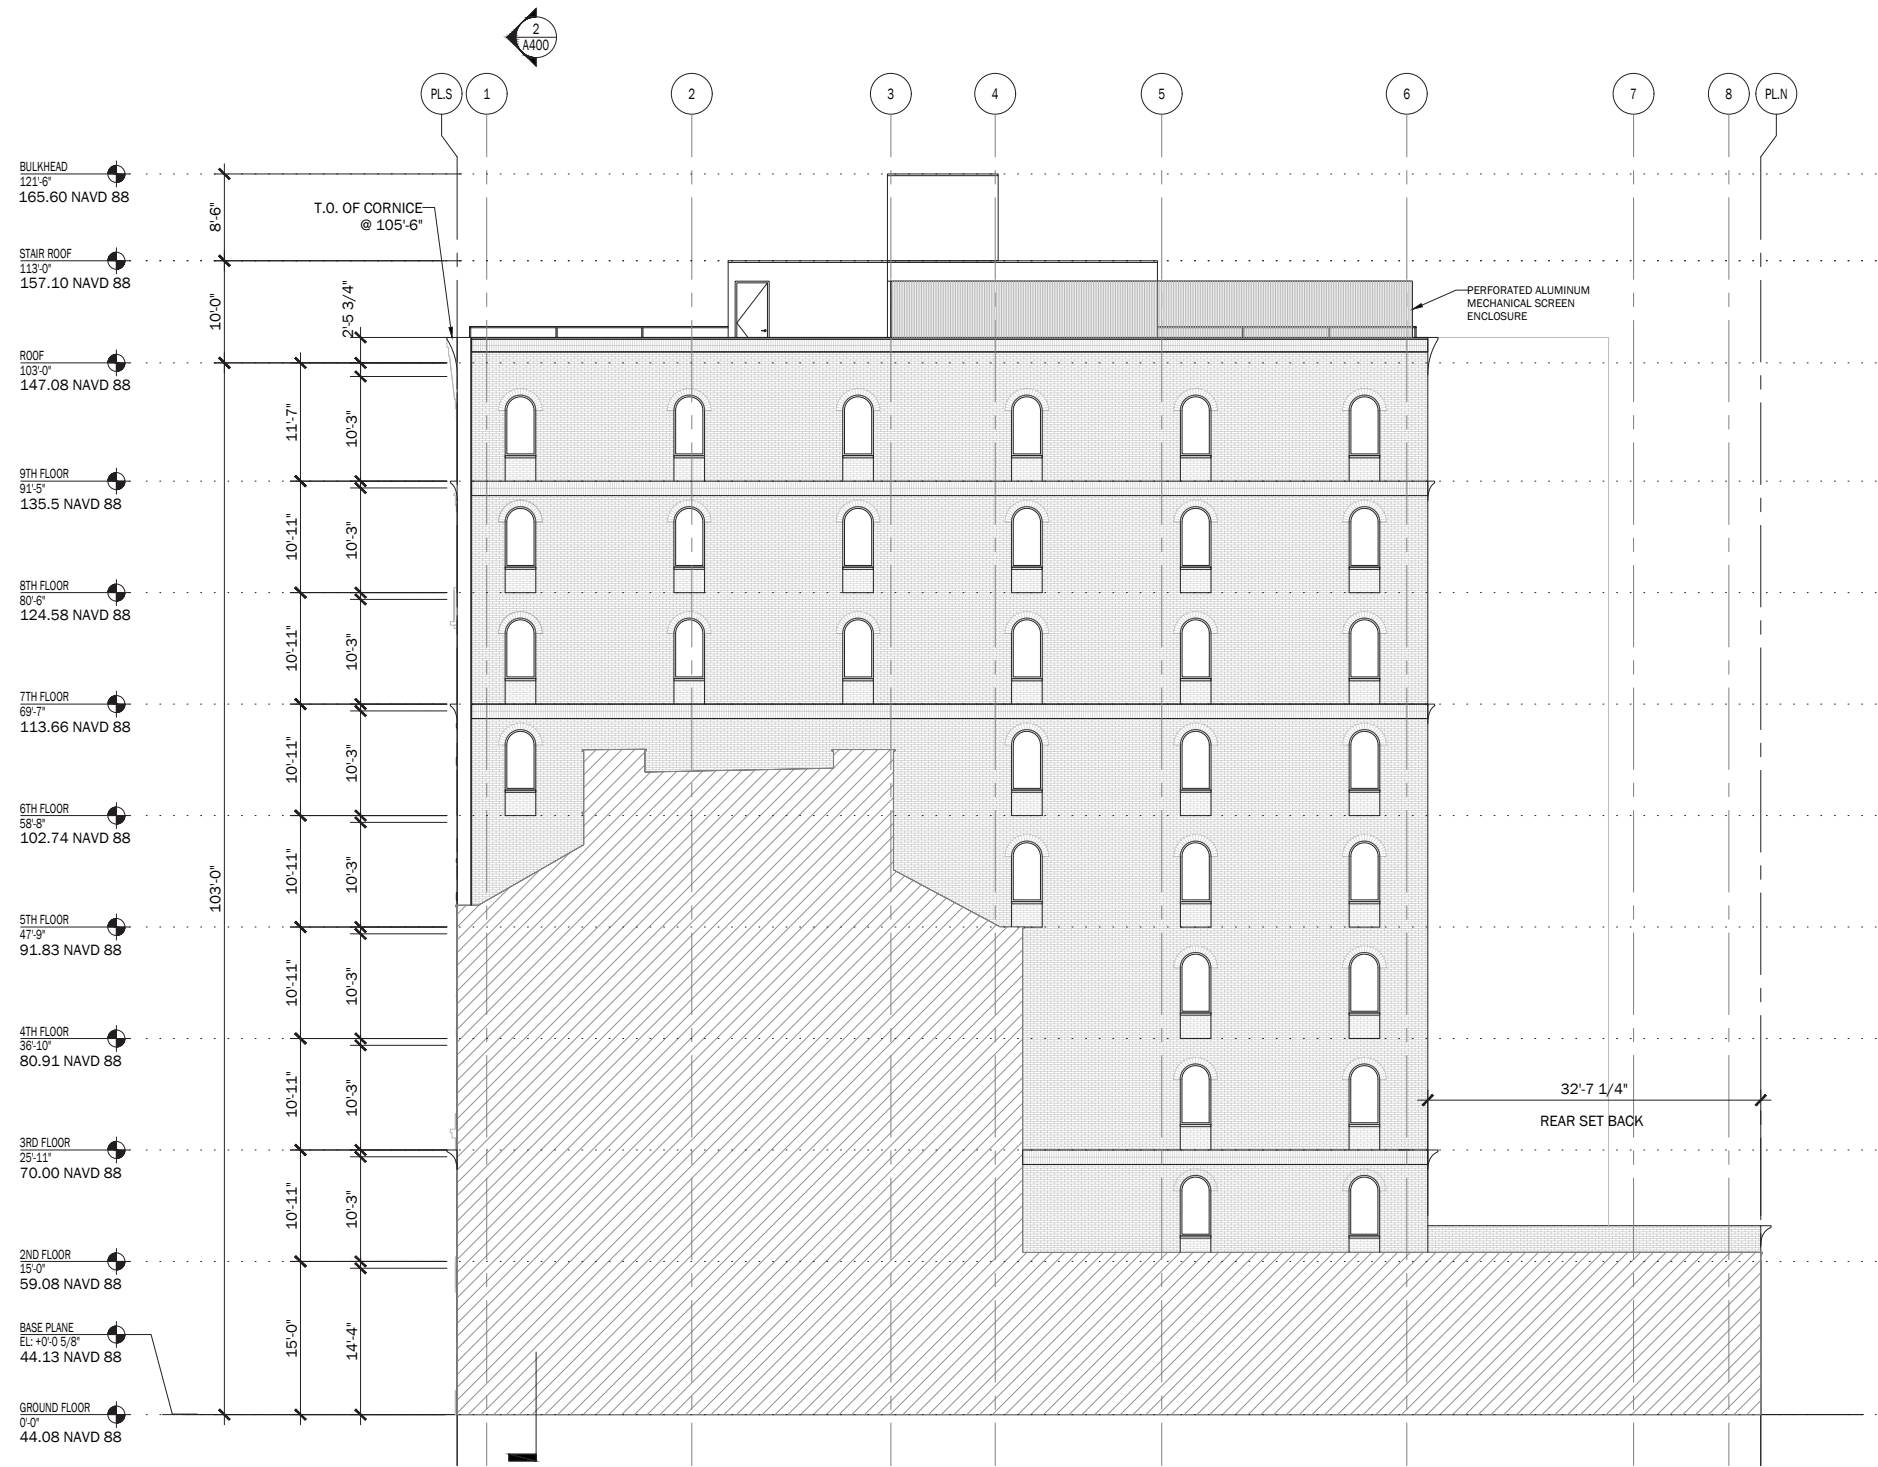 2
A400
PL.S
1
2
3
4
5
6
7
8
PL.N
BULKHEAD
121'-6"
165.60 NAVD 88
8'-6"
T.O. OF CORNICE
@ 105'-6"
STAIR ROOF
113'-0"
157.10 NAVD 88
10'-0"
2'-5 3/4"
PERFORATED ALUMINUM
MECHANICAL SCREEN
ENCLOSURE
ROOF
103'-0"
147.08 NAVD 88
11'-7"
10'-3"
9TH FLOOR
91'-5"
135.5 NAVD 88
10'-11"
10'-3"
8TH FLOOR
80'-6"
124.58 NAVD 88
10'-11"
10'-3"
7TH FLOOR
69'-7"
113.66 NAVD 88
10'-11"
10'-3"
6TH FLOOR
58'-8"
102.74 NAVD 88
103'-0"
10'-11"
10'-3"
5TH FLOOR
47'-9"
91.83 NAVD 88
10'-11"
10'-3"
4TH FLOOR
36'-10"
80.91 NAVD 88
10'-11"
10'-3"
32'-7 1/4"
REAR SET BACK
3RD FLOOR
25'-11"
70.00 NAVD 88
10'-11"
10'-3"
2ND FLOOR
15'-0"
59.08 NAVD 88
15'-0"
14'-4"
BASE PLANE
EL: +0'-0 5/8"
44.13 NAVD 88
GROUND FLOOR
0'-0"
44.08 NAVD 88